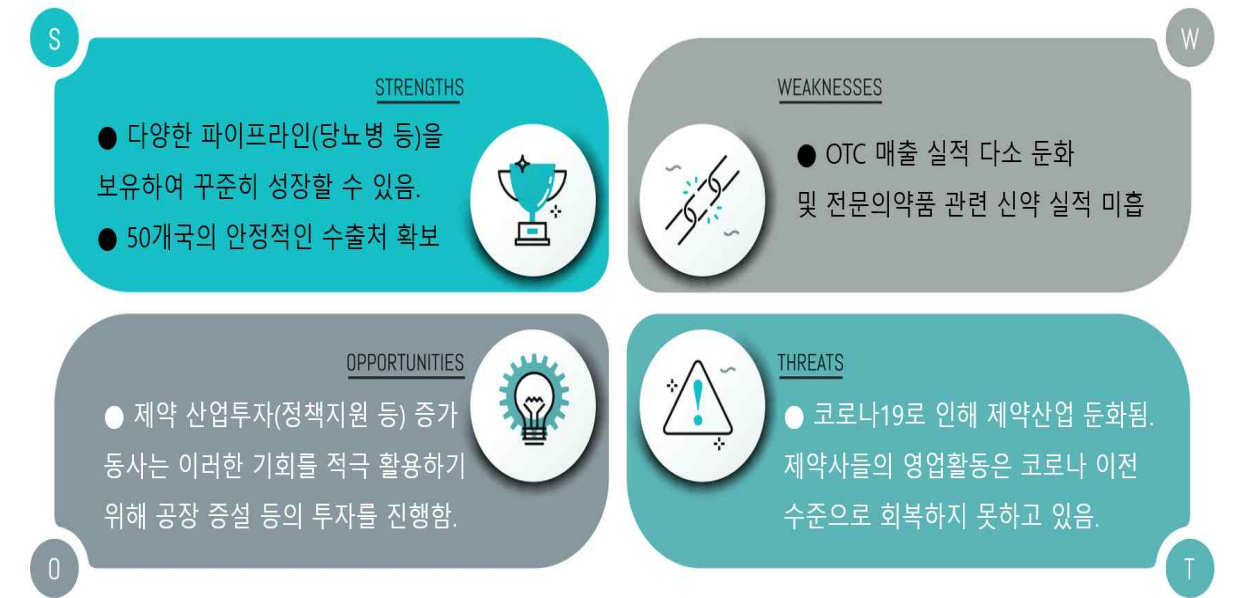 S
STRENGTHS
● 다양한 파이프라인(당뇨병 등)을
보유하여 꾸준히 성장할 수 있음.
● 50개국의 안정적인 수출처 확보
W
WEAKNESSES
● OTC 매출 실적 다소 둔화
및 전문의약품 관련 신약 실적 미흡
OPPORTUNITIES
● 제약 산업투자(정책지원 등) 증가
동사는 이러한 기회를 적극 활용하기
위해 공장 증설 등의 투자를 진행함.
O
THREATS
● 코로나19로 인해 제약산업 둔화됨.
제약사들의 영업활동은 코로나 이전
수준으로 회복하지 못하고 있음.
T